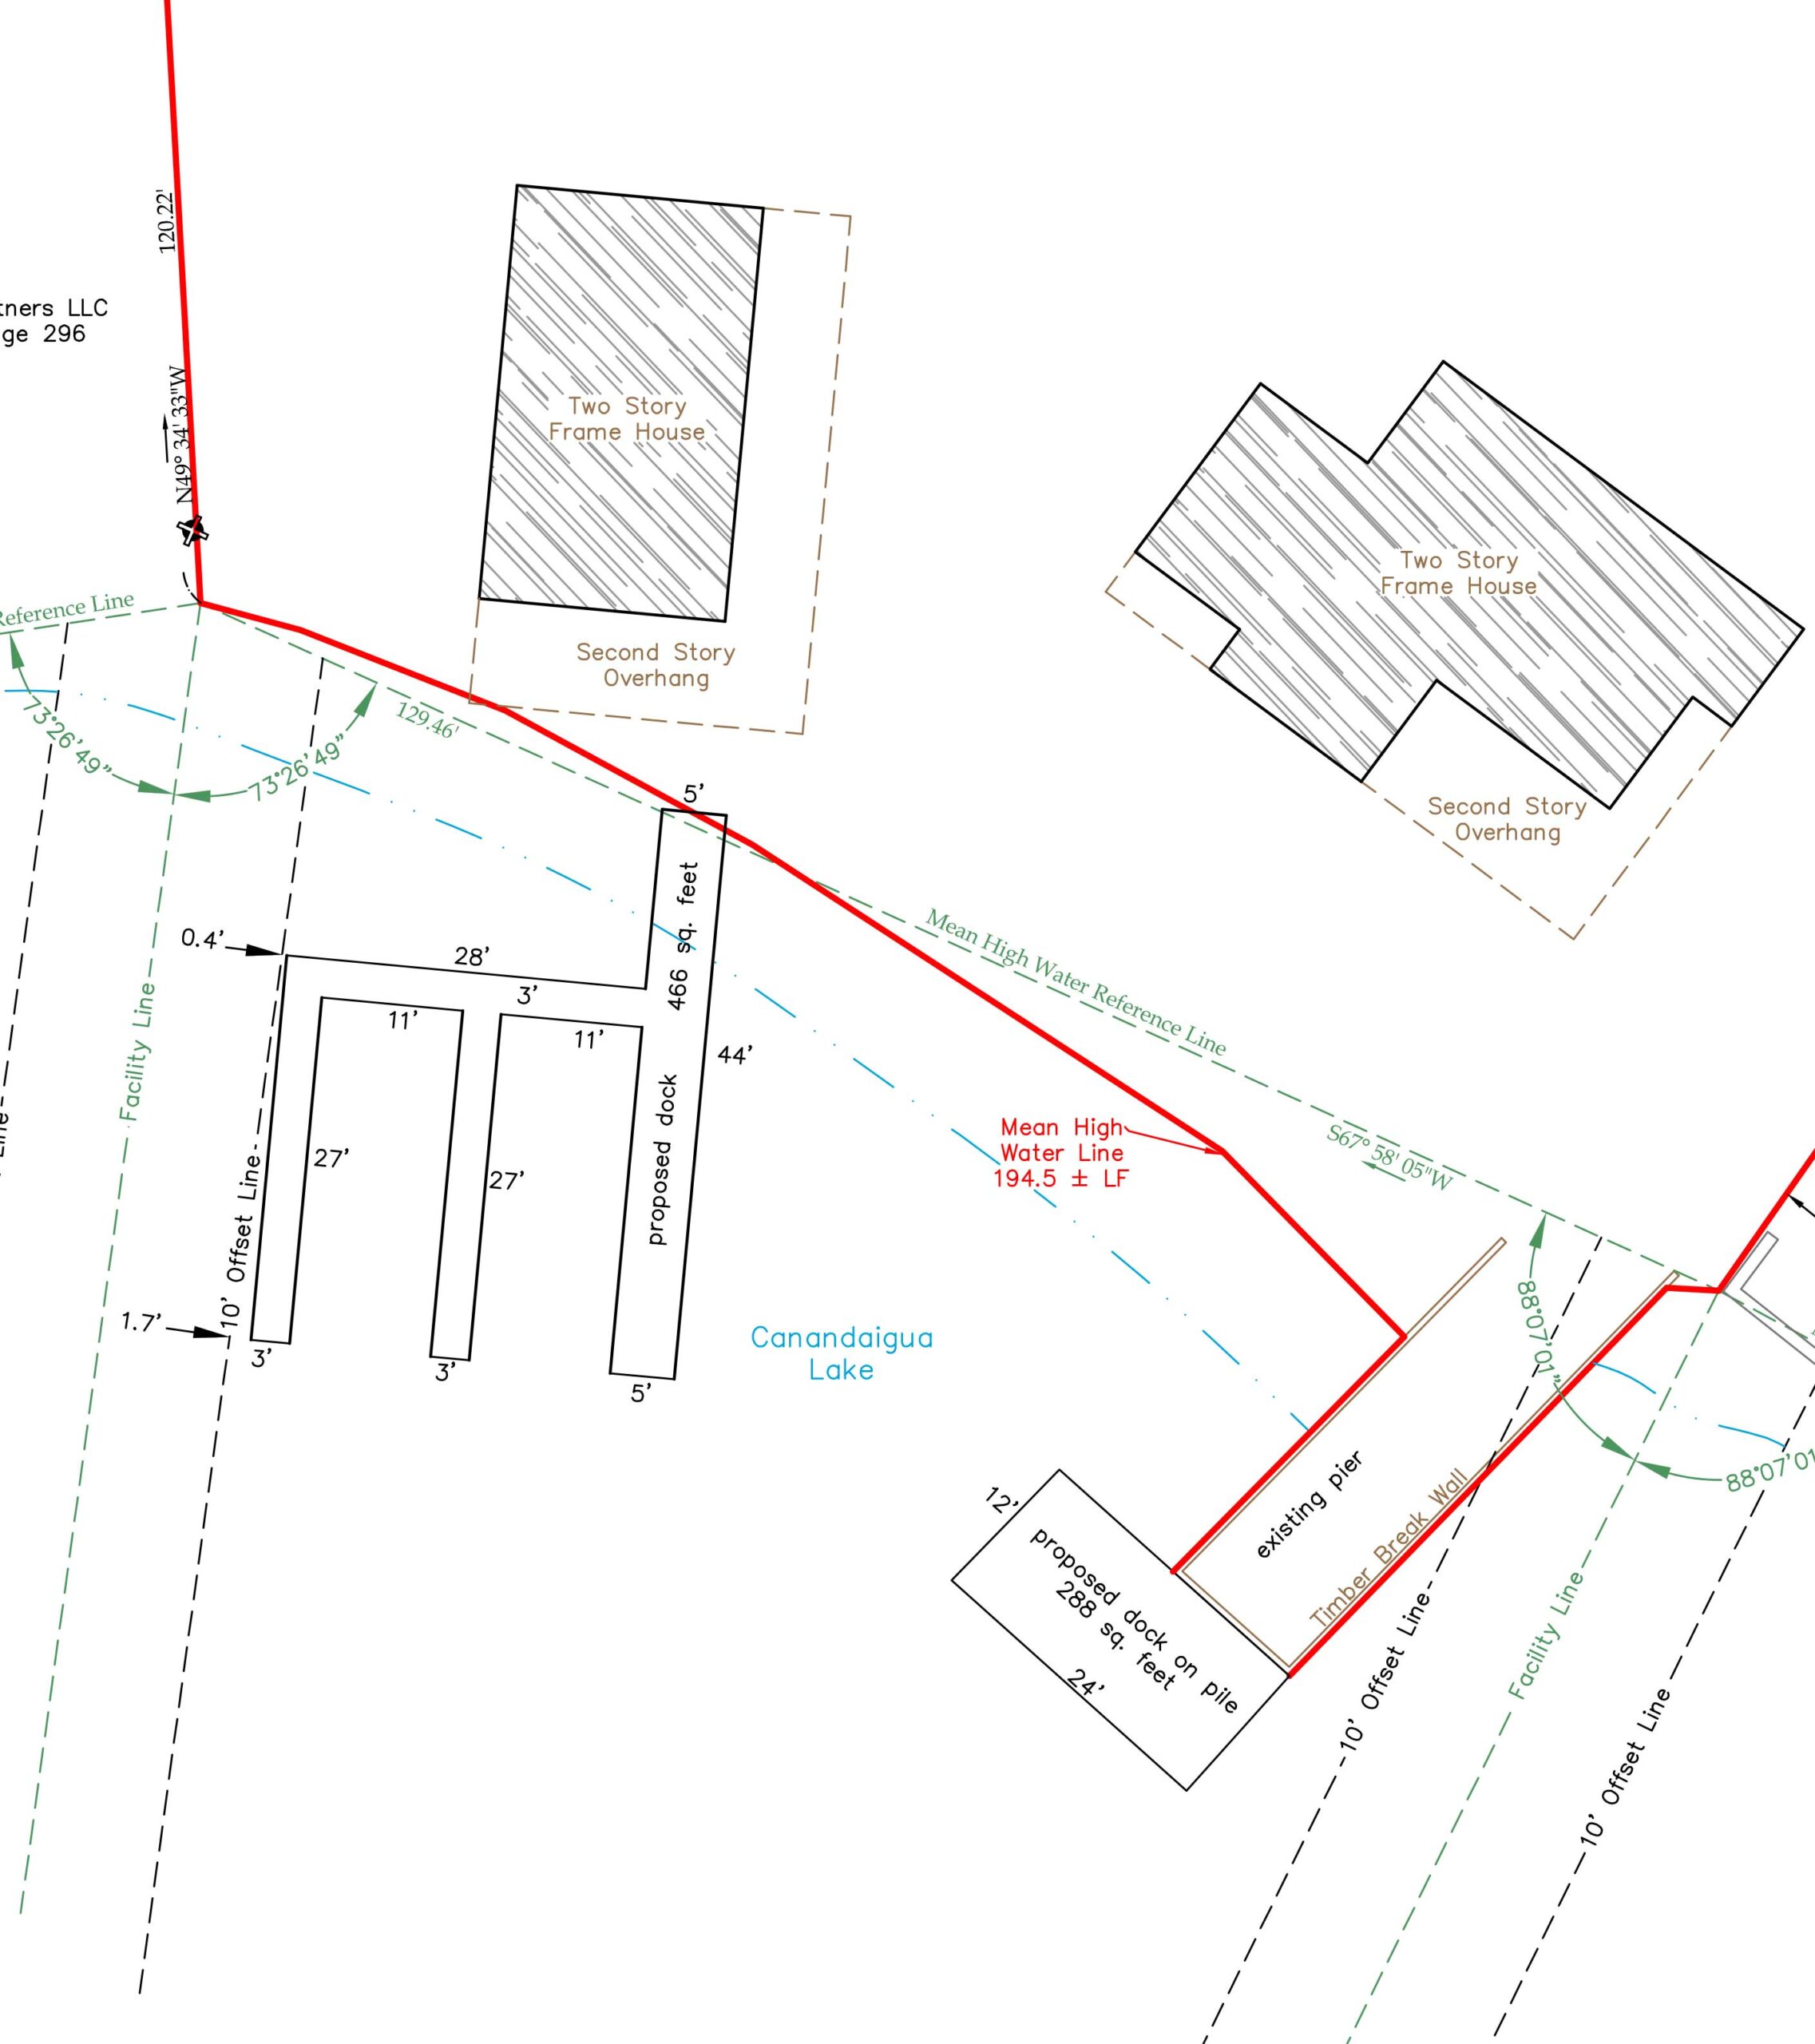 120.22'
tners LLC
ge 296
N49° 34' 33"W
Two Story
Frame House
Two Story
Frame House
Reference Line
Second Story
Overhang
73°26'49"
73°26'49"
129.46'
5'
Second Story
Overhang
466 sq. feet
Mean High Water Reference Line
0.4'
28'
3'
11'
11'
44'
Facility Line
proposed dock
27'
27'
Mean High
Water Line
194.5 ± LF
S67° 58' 05"W
10' Offset Line
1.7'
3'
3'
5'
Canandaigua
Lake
88°07'01"
88°07'01
12'
existing pier
Timber Break Wall
proposed dock on pile
288 sq. feet
24'
10' Offset Line
Facility Line
10' Offset Line